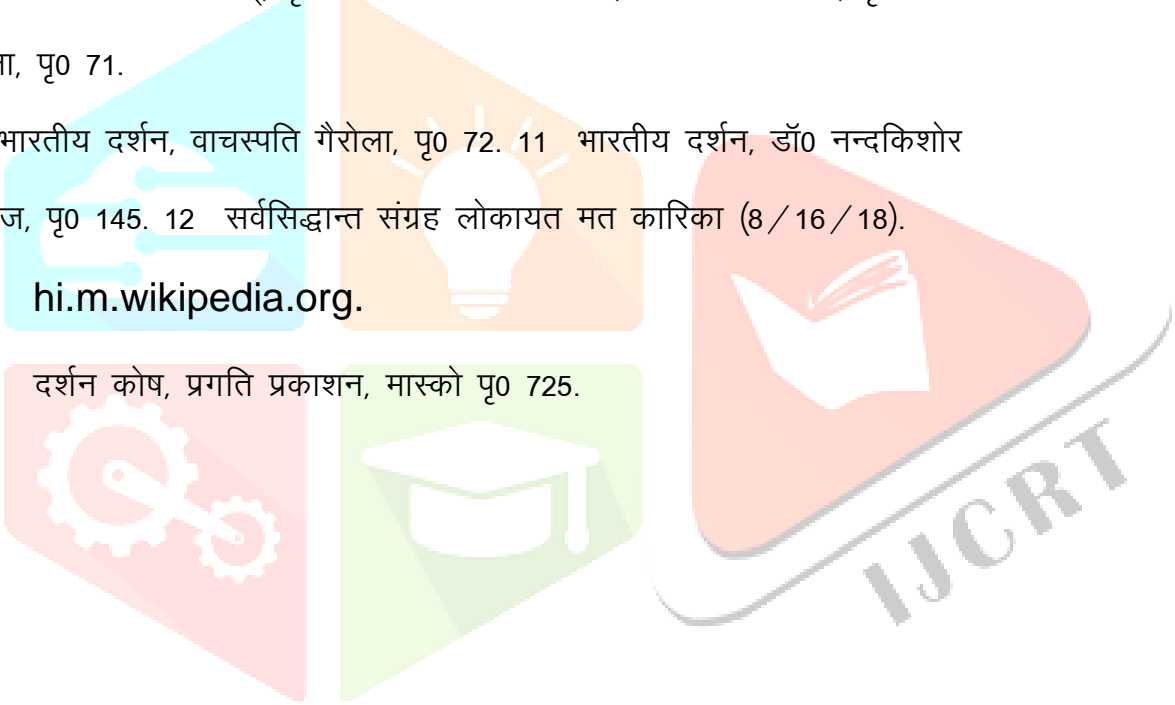 पृ0 71.
भारतीय दर्शन, वाचस्पति गैरोला, पृ0 72. 11 भारतीय दर्शन, डॉ0 नन्दकिशोर
पृ0 145. 12 सर्वसिद्धान्त संग्रह लोकायत मत कारिका (8/16/18).
hi.m.wikipedia.org.
दर्शन कोष, प्रगति प्रकाशन, मास्को पृ0 725.
IJCRT